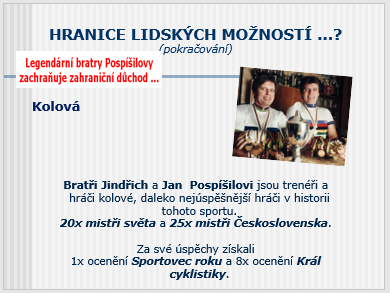 HRANICE LIDSKÝCH MOŽNOSTÍ ...?
(pokračování)
Legendární bratry Pospíšilovy
zachraňuje zahraniční důchod ...
Kolová
Bratři Jindřich a Jan Pospíšilovi jsou trenéři a
hráči kolové, daleko nejúspěšnější hráči v historii
tohoto sportu.
20x mistři světa a 25x mistři Československa.
Za své úspěchy získali
1x ocenění Sportovec roku a 8x ocenění Král
cyklistiky.